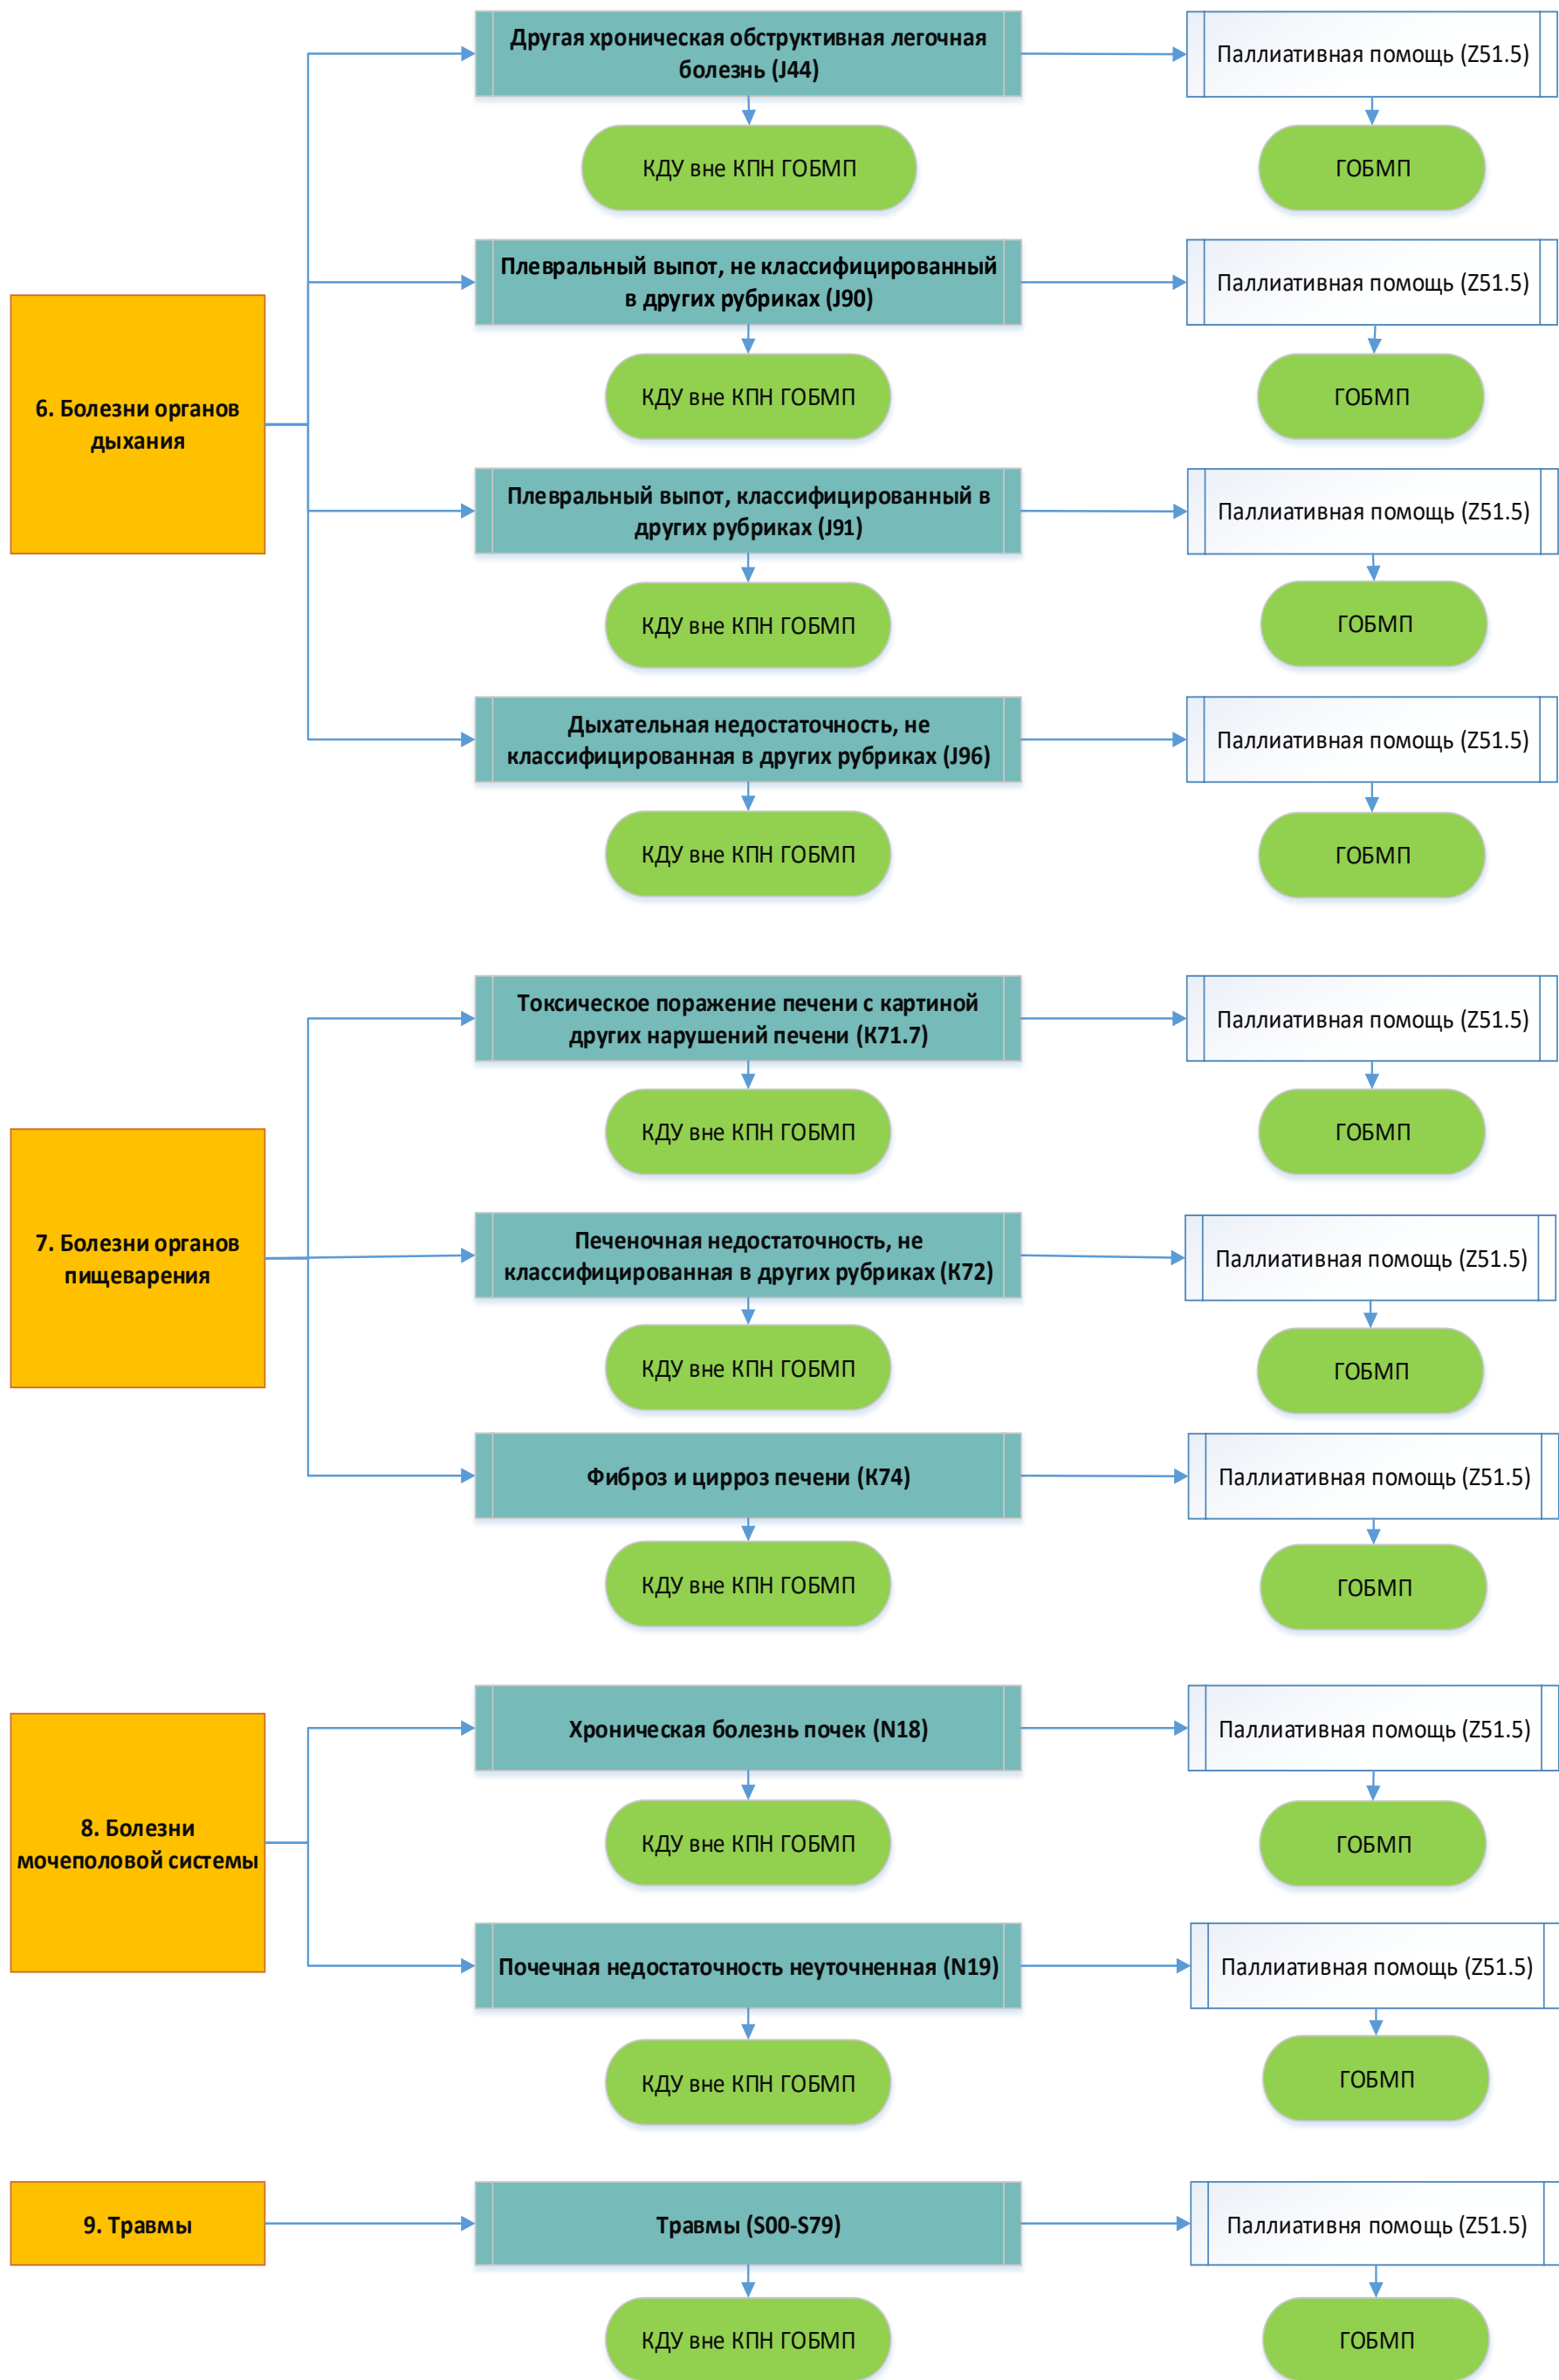 Другая хроническая обструктивная легочная
болезнь (J44)
Паллиативная помощь (Z51.5)
КДУ вне КПН ГОБМП
ГОБМП
6. Болезни органов
дыхания
Плевральный выпот, не классифицированный
в других рубриках (J90)
Паллиативная помощь (Z51.5)
КДУ вне КПН ГОБМП
ГОБМП
Плевральный выпот, классифицированный в
других рубриках (J91)
Паллиативная помощь (Z51.5)
КДУ вне КПН ГОБМП
ГОБМП
Дыхательная недостаточность, не
классифицированная в других рубриках (J96)
Паллиативная помощь (Z51.5)
КДУ вне КПН ГОБМП
ГОБМП
7. Болезни органов
пищеварения
Токсическое поражение печени с картиной
других нарушений печени (К71.7)
Паллиативная помощь (Z51.5)
КДУ вне КПН ГОБМП
ГОБМП
Печеночная недостаточность, не
классифицированная в других рубриках (К72)
Паллиативная помощь (Z51.5)
КДУ вне КПН ГОБМП
ГОБМП
Фиброз и цирроз печени (К74)
Паллиативная помощь (Z51.5)
КДУ вне КПН ГОБМП
ГОБМП
8. Болезни
мочеполовой системы
Хроническая болезнь почек (N18)
Паллиативная помощь (Z51.5)
КДУ вне КПН ГОБМП
ГОБМП
Почечная недостаточность неуточненная (N19)
Паллиативная помощь (Z51.5)
КДУ вне КПН ГОБМП
ГОБМП
9. Травмы
Травмы (S00-S79)
Паллиативня помощь (Z51.5)
КДУ вне КПН ГОБМП
ГОБМП